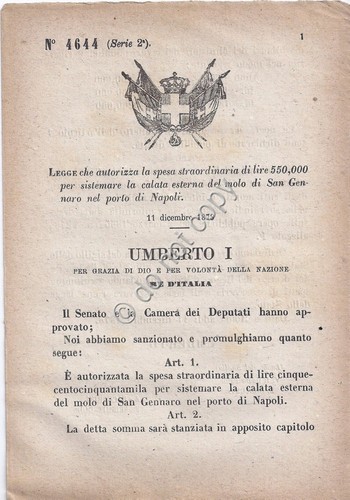 N° 4644 (Serie 2ª).
1
LEGGE che autorizza la spesa straordinaria di lire 550,000
per sistemare la calata esterna del molo di San Gen-
naro nel porto di Napoli.
11 dicembre 1878
UMBERTO I
PER GRAZIA DI DIO E PER VOLONTÀ DELLA NAZIONE
RE D'ITALIA
Il Senato e la Camera dei Deputati hanno ap-
provato;
Noi abbiamo sanzionato e promulghiamo quanto
segue:
Art. 1.
È autorizzata la spesa straordinaria di lire cinque-
centocinquantamila per sistemare la calata esterna
del molo di San Gennaro nel porto di Napoli.
Art. 2.
La detta somma sarà stanziata in apposito capitolo
do not copy